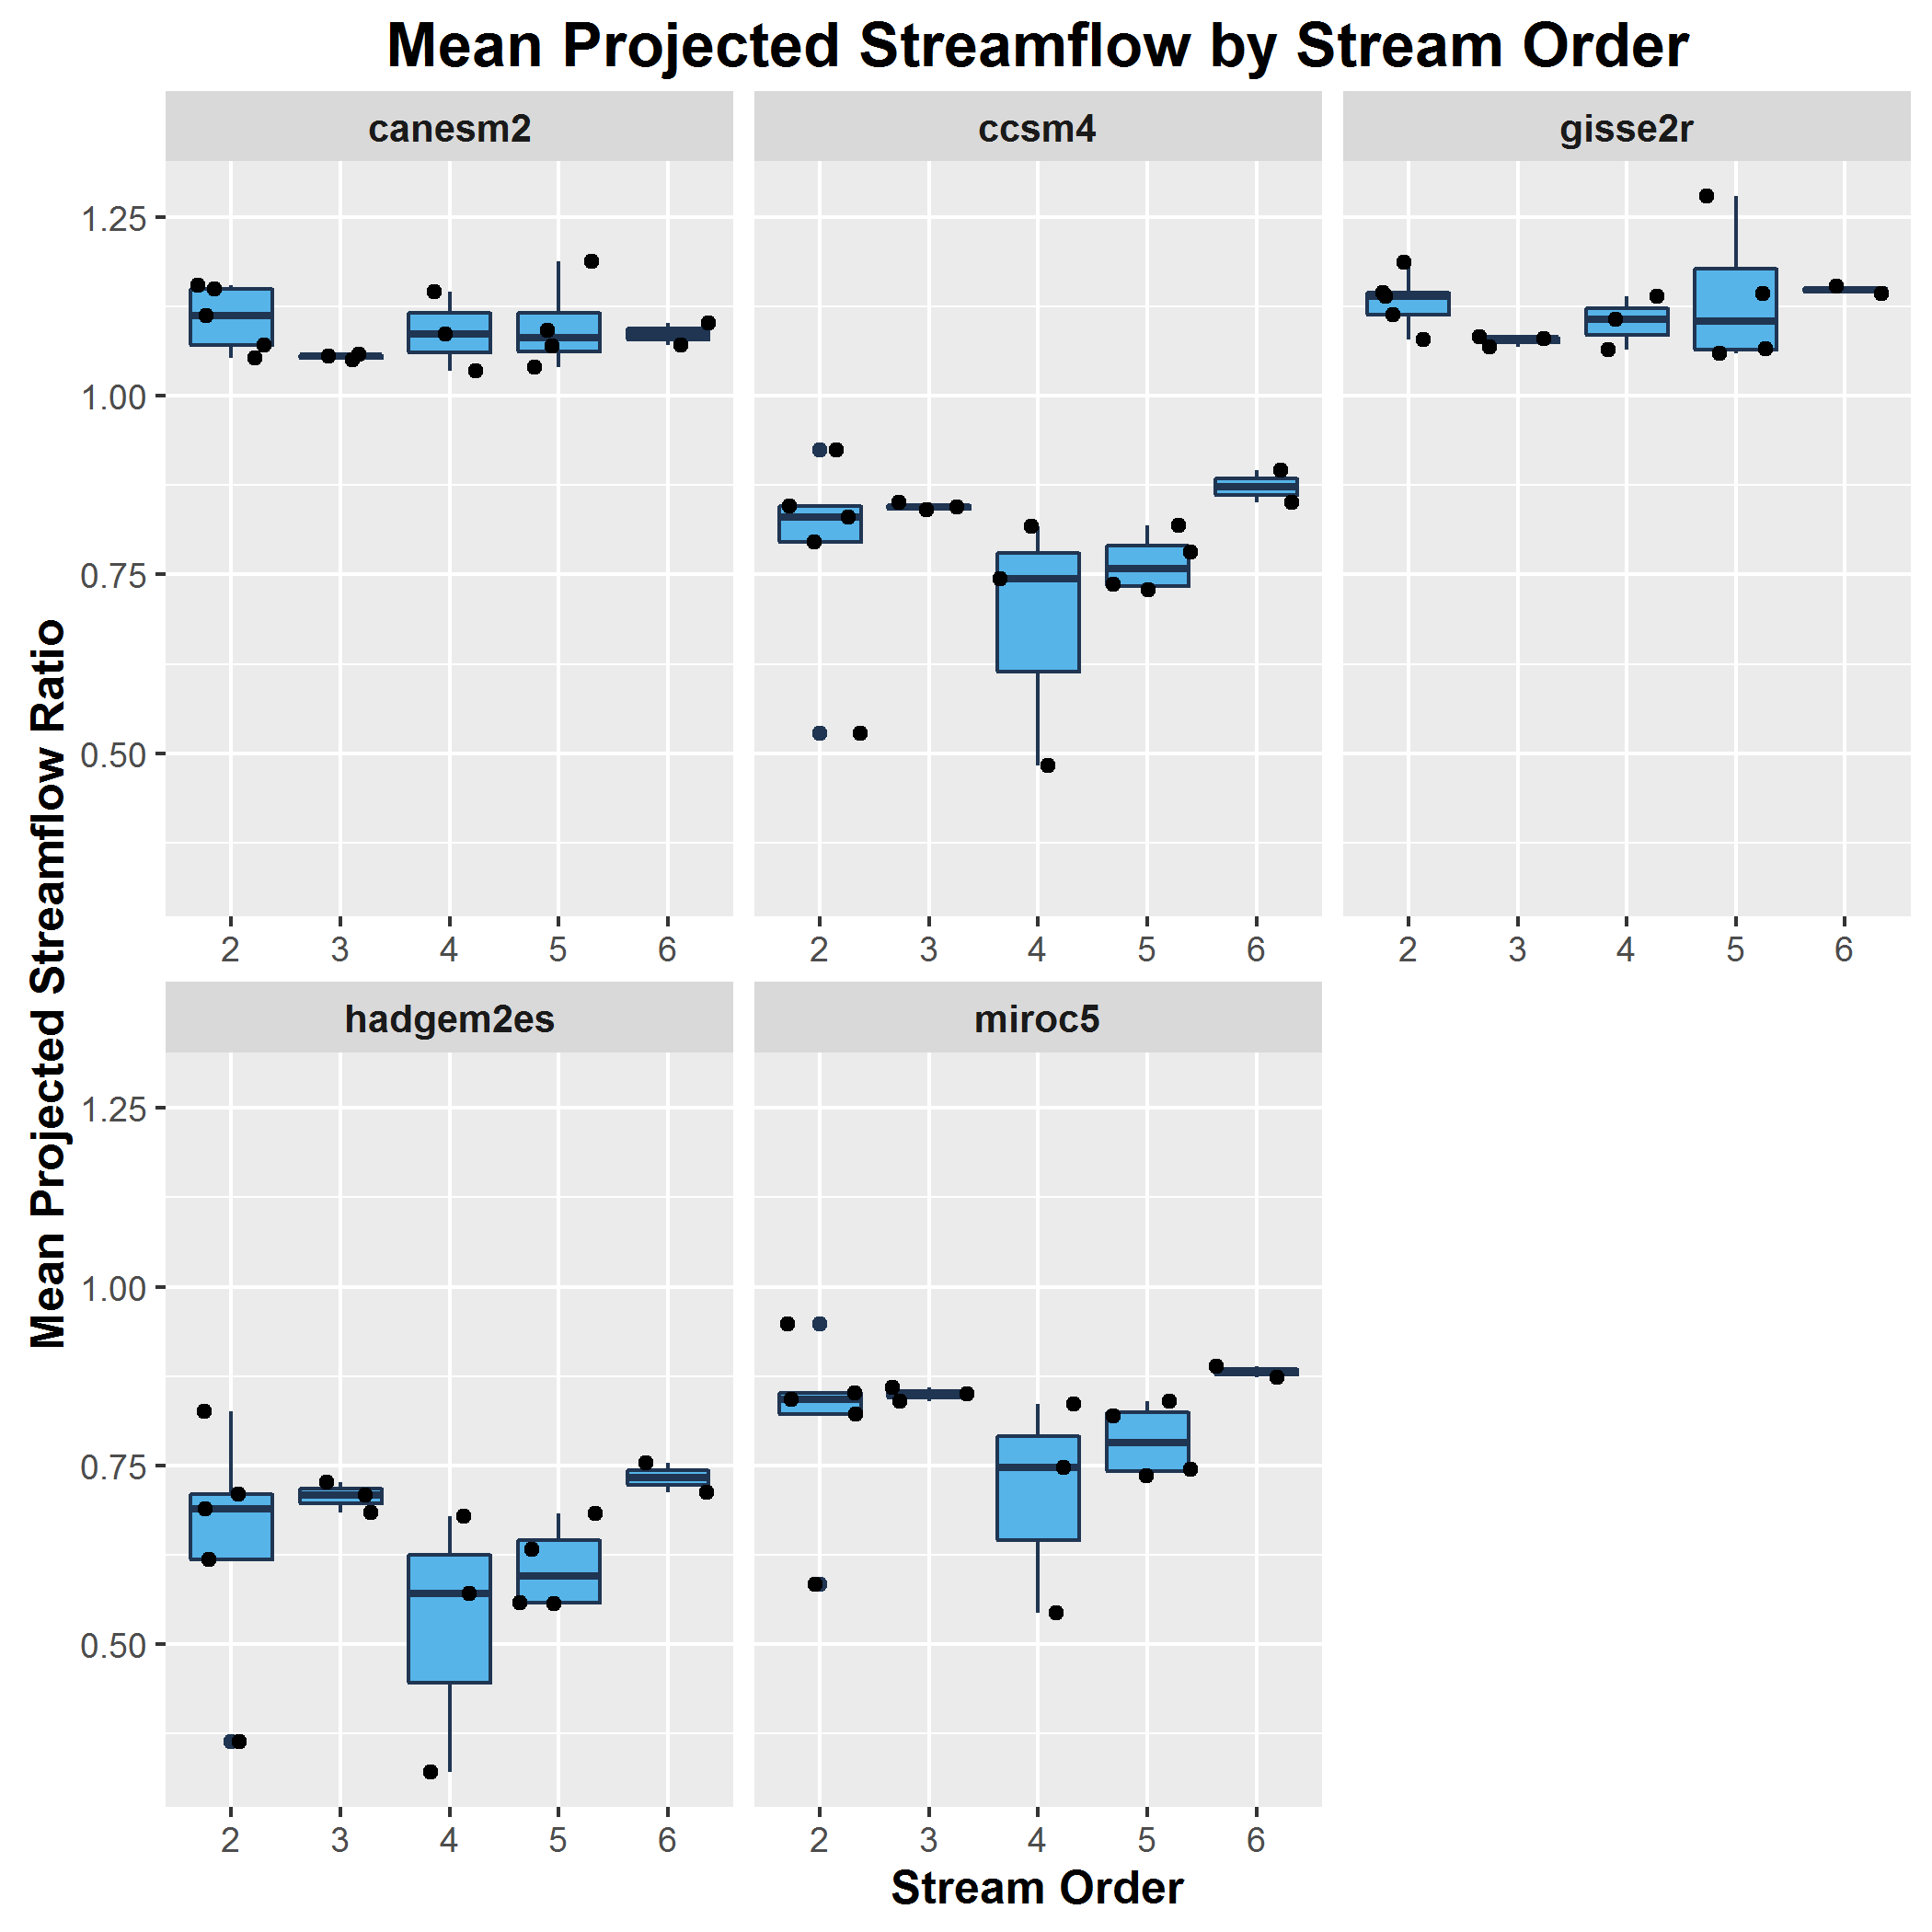 Mean Projected Streamflow by Stream Order
canesm2
ccsm4
gisse2r
1.25
1.00
0.75
0.50
2 3 4 5 6
2 3 4 5 6
2 3 4 5 6
Mean Projected Streamflow Ratio
hadgem2es
miroc5
1.25
1.00
0.75
0.50
2 3 4 5 6
2 3 4 5 6
Stream Order